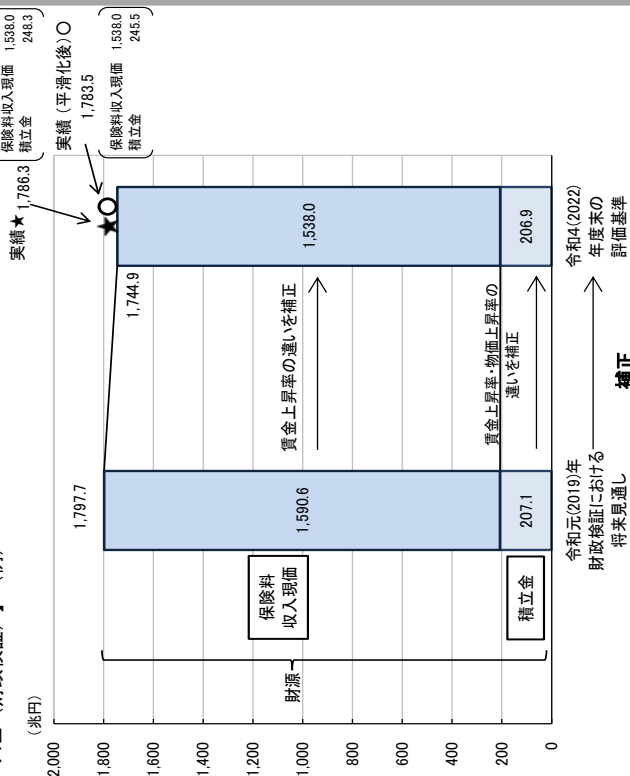 実績★
1,786.3
保険料収入現価 1,538.0
積立金 248.3
実績(平滑化後)○
1,783.5
保険料収入現価 1,538.0
積立金 245.5
(兆円)
2,000
1,800
1,600
1,400
1,200
1,000
800
600
400
200
0
財源
保険料
収入現価
積立金
1,797.7
1,590.6
207.1
賃金上昇率の違いを補正
賃金上昇率・物価上昇率の
違いを補正
1,744.9
1,538.0
206.9
令和元(2019)年
財政検証における
将来見通し
補正
令和4(2022)
年度末の
評価基準